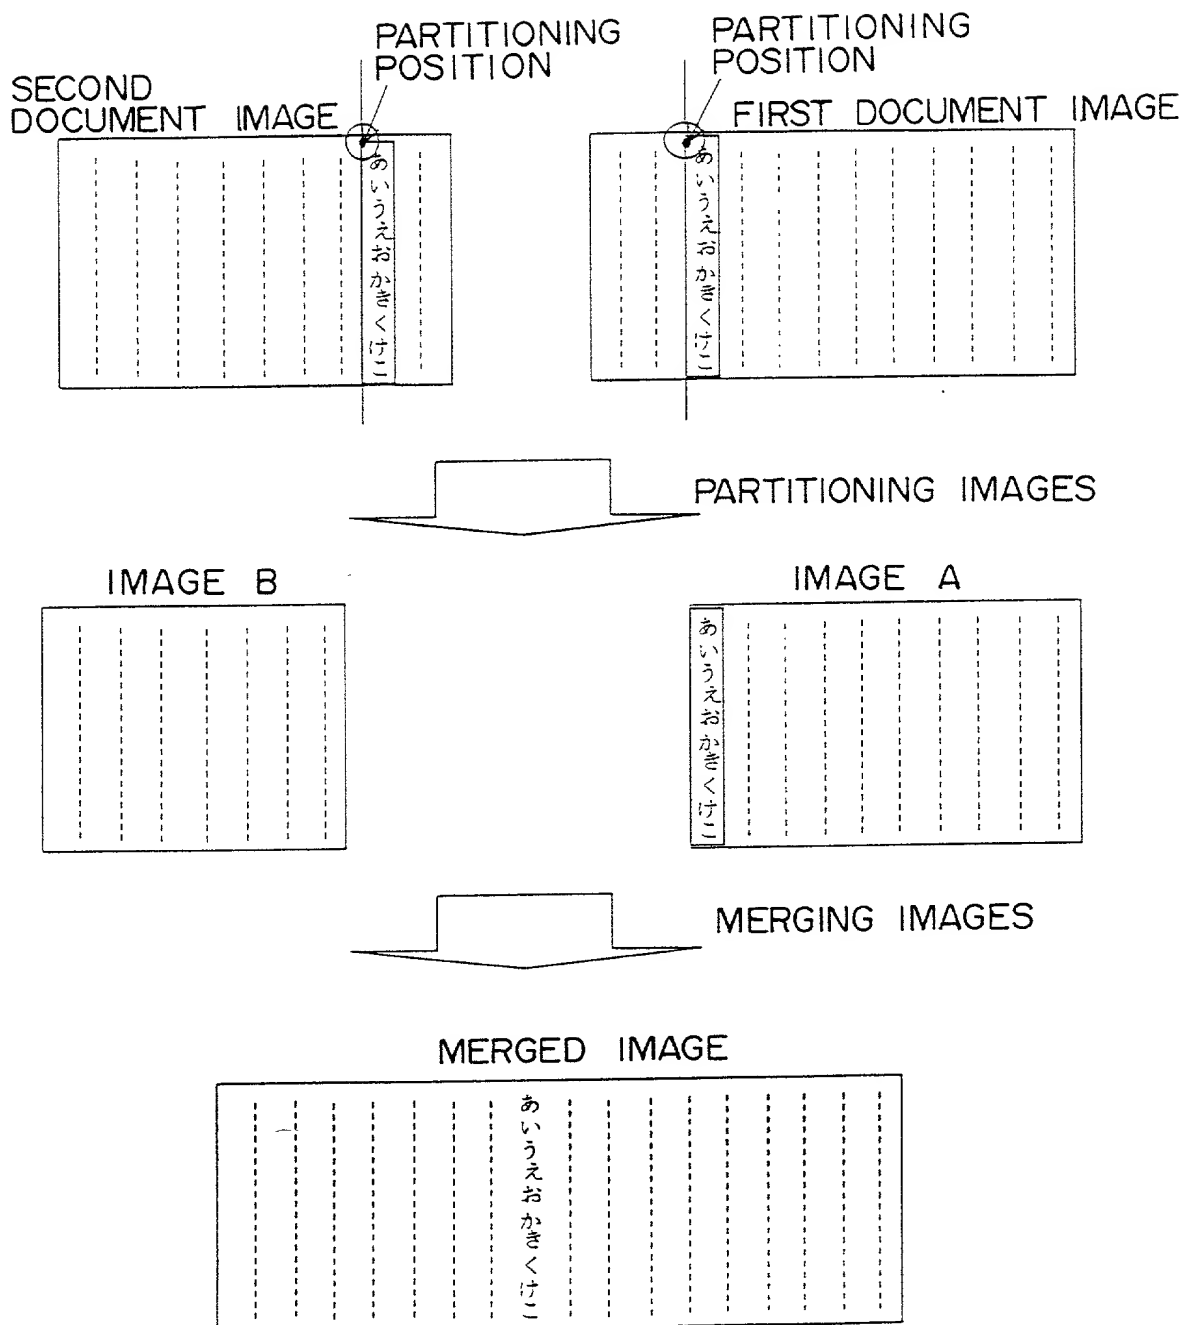 PARTITIONING
POSITION
PARTITIONING
POSITION
SECOND
DOCUMENT IMAGE
FIRST DOCUMENT IMAGE
あいうえおかきくけこ
あいうえおかきくけこ
PARTITIONING IMAGES
IMAGE B
IMAGE A
あいうえおかきくけこ
MERGING IMAGES
MERGED IMAGE
あいうえおかきくけこ